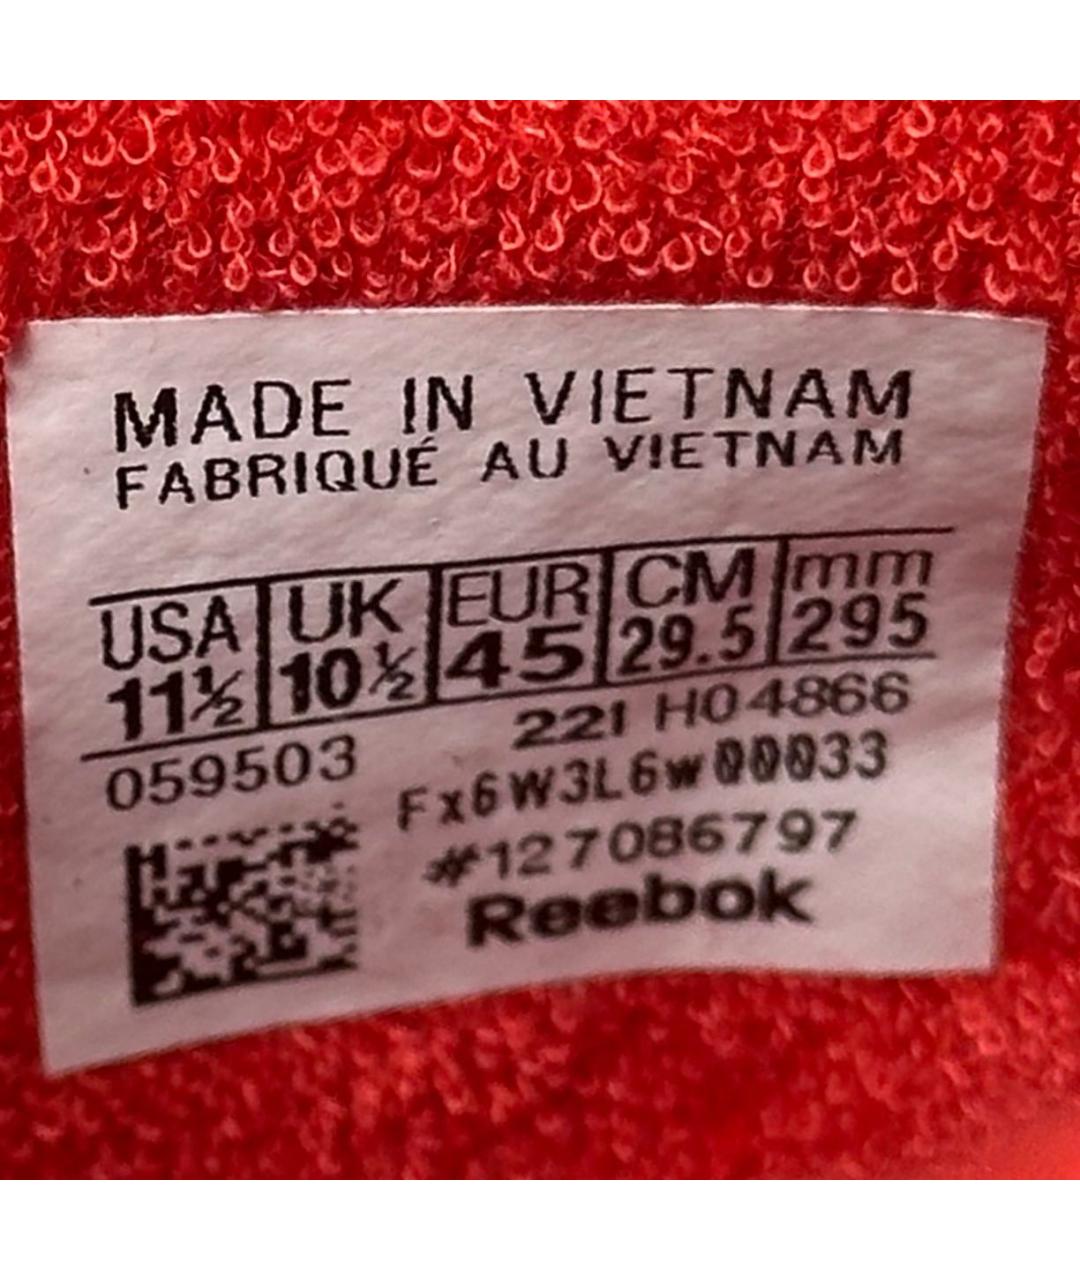 MADE IN VIETNAM
FABRIQUÉ AU VIETNAM
USA UK EUR CM mm
11½ 10½ 45 29.5 295
059503 22I H04866
Fx6W3L6w00033
#127086797
Reebok